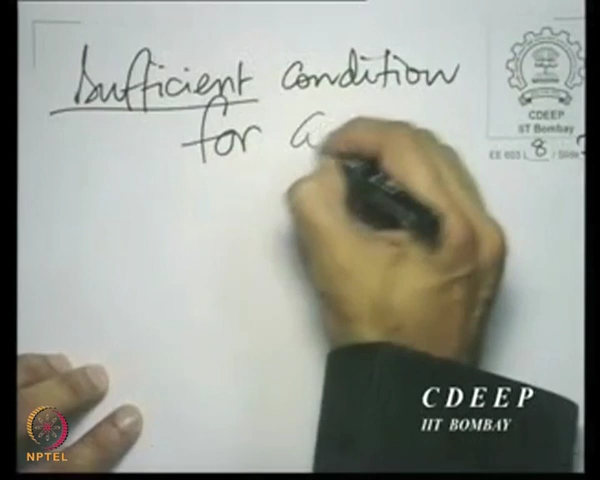 Sufficient condition
for a
CDEEP
IIT Bombay
EE 603 L 8 / Slide
CDEEP
IIT BOMBAY
NPTEL